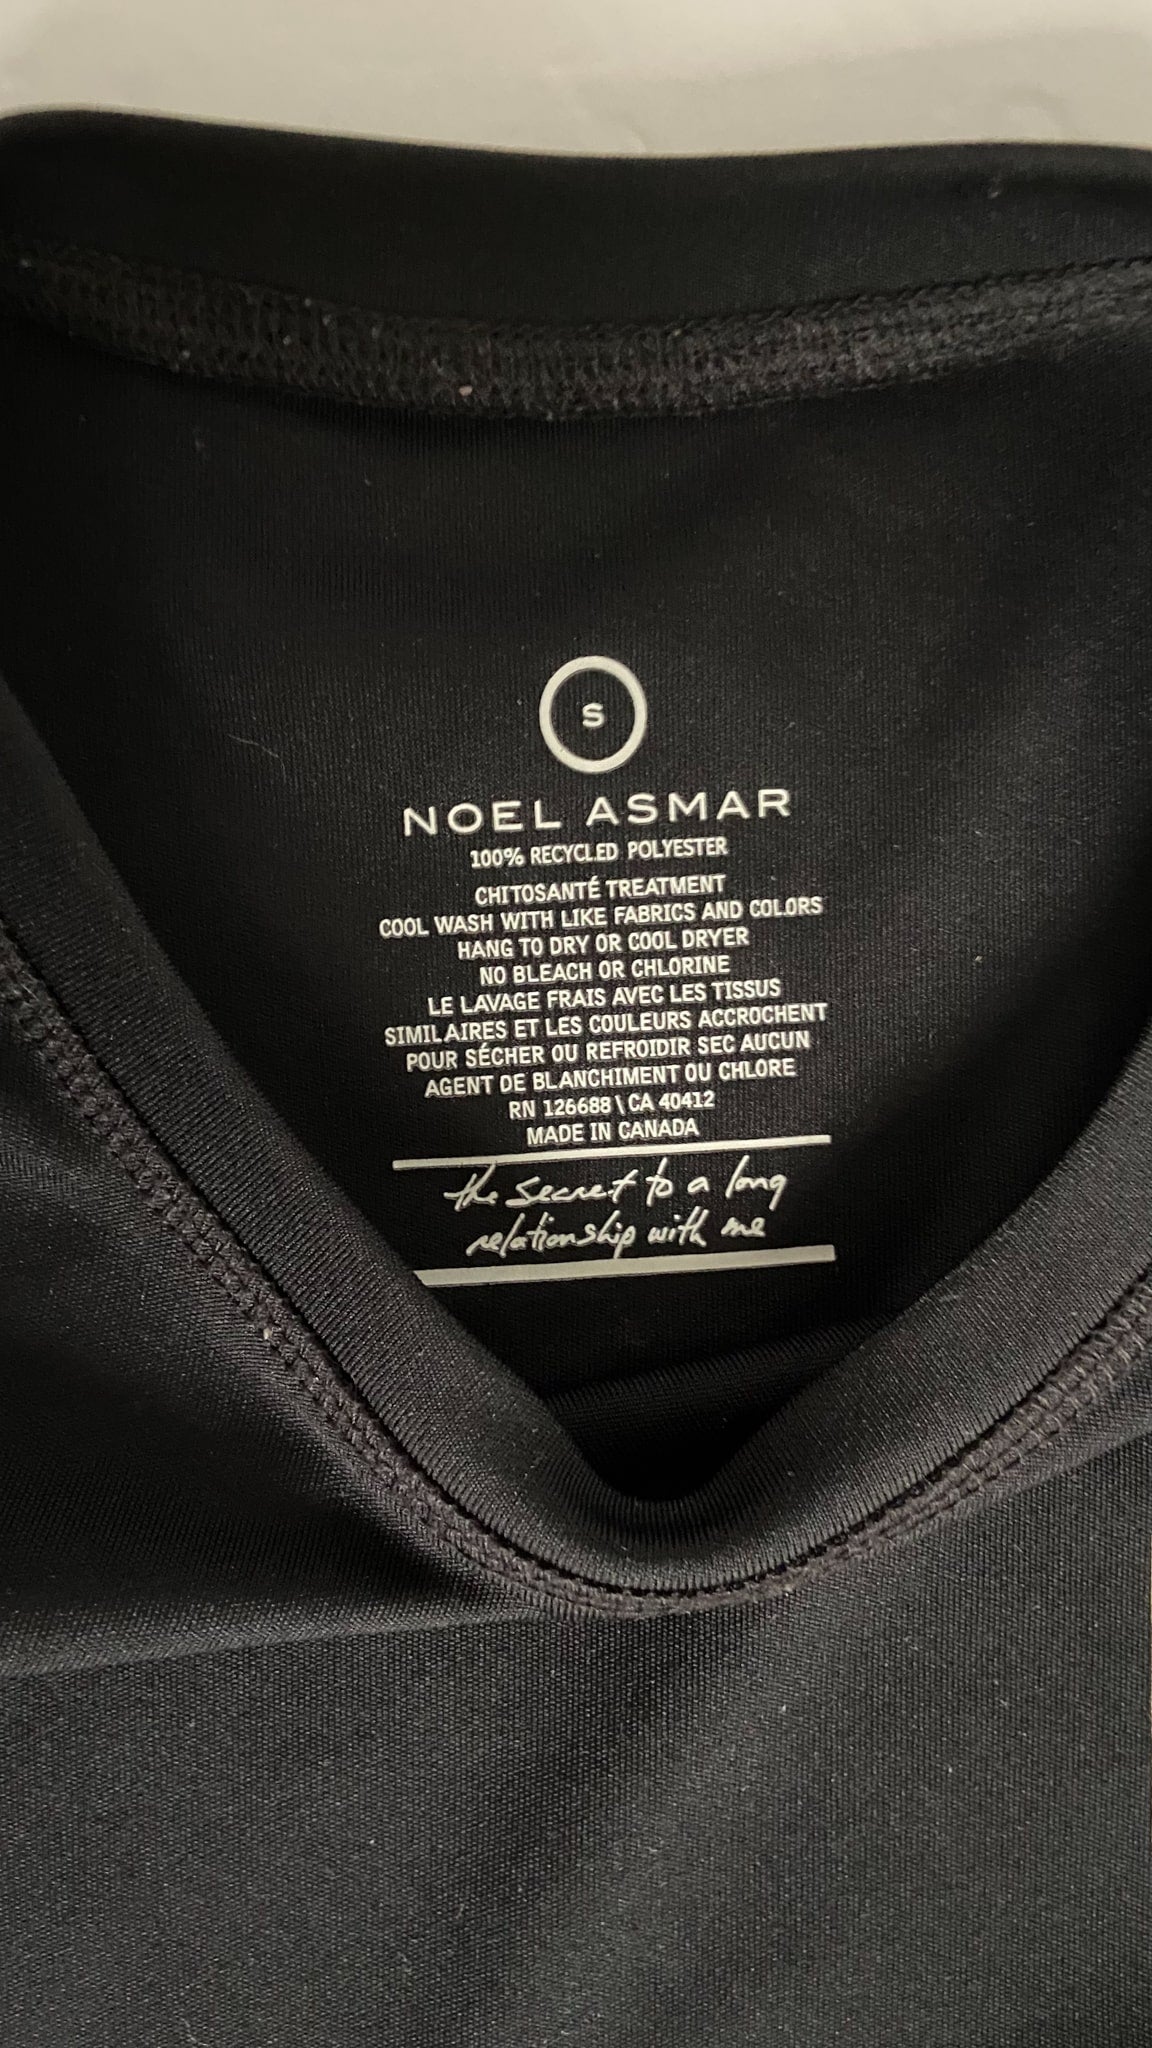 S
NOEL ASMAR
100% RECYCLED POLYESTER
CHITOSANTÉ TREATMENT
COOL WASH WITH LIKE FABRICS AND COLORS
HANG TO DRY OR COOL DRYER
NO BLEACH OR CHLORINE
LE LAVAGE FRAIS AVEC LES TISSUS
SIMILAIRES ET LES COULEURS ACCROCHENT
POUR SÉCHER OU REFROIDIR SEC AUCUN
AGENT DE BLANCHIMENT OU CHLORE
RN 126688 \ CA 40412
MADE IN CANADA
the secret to a long
relationship with me